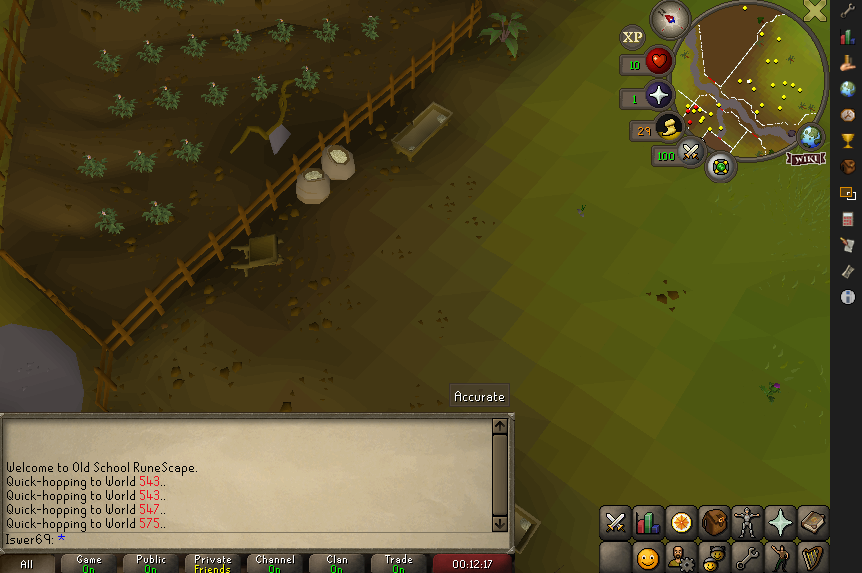 XP
10
1
29
100
WIKI
Accurate
Welcome to Old School RuneScape.
Quick-hopping to World 543..
Quick-hopping to World 543..
Quick-hopping to World 547..
Quick-hopping to World 575..
Iswer69: *
All
Game
On
Public
On
Private
Friends
Channel
On
Clan
On
Trade
On
00:12:17